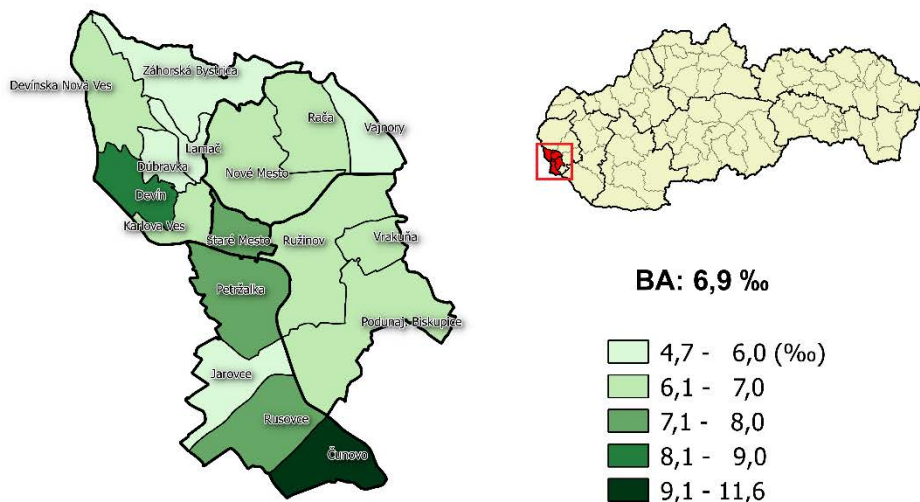 Záhorská Bystrica
Devínska Nová Ves
Rača
Vajnory
Lamač
Dúbravka
Nové Mesto
Devín
Karlova Ves
Staré Mesto
Ružinov
Vrakuňa
Petržalka
Podunaj. Biskupice
Jarovce
Rusovce
Čunovo
BA: 6,9 ‰
4,7 - 6,0 (‰)
6,1 - 7,0
7,1 - 8,0
8,1 - 9,0
9,1 - 11,6